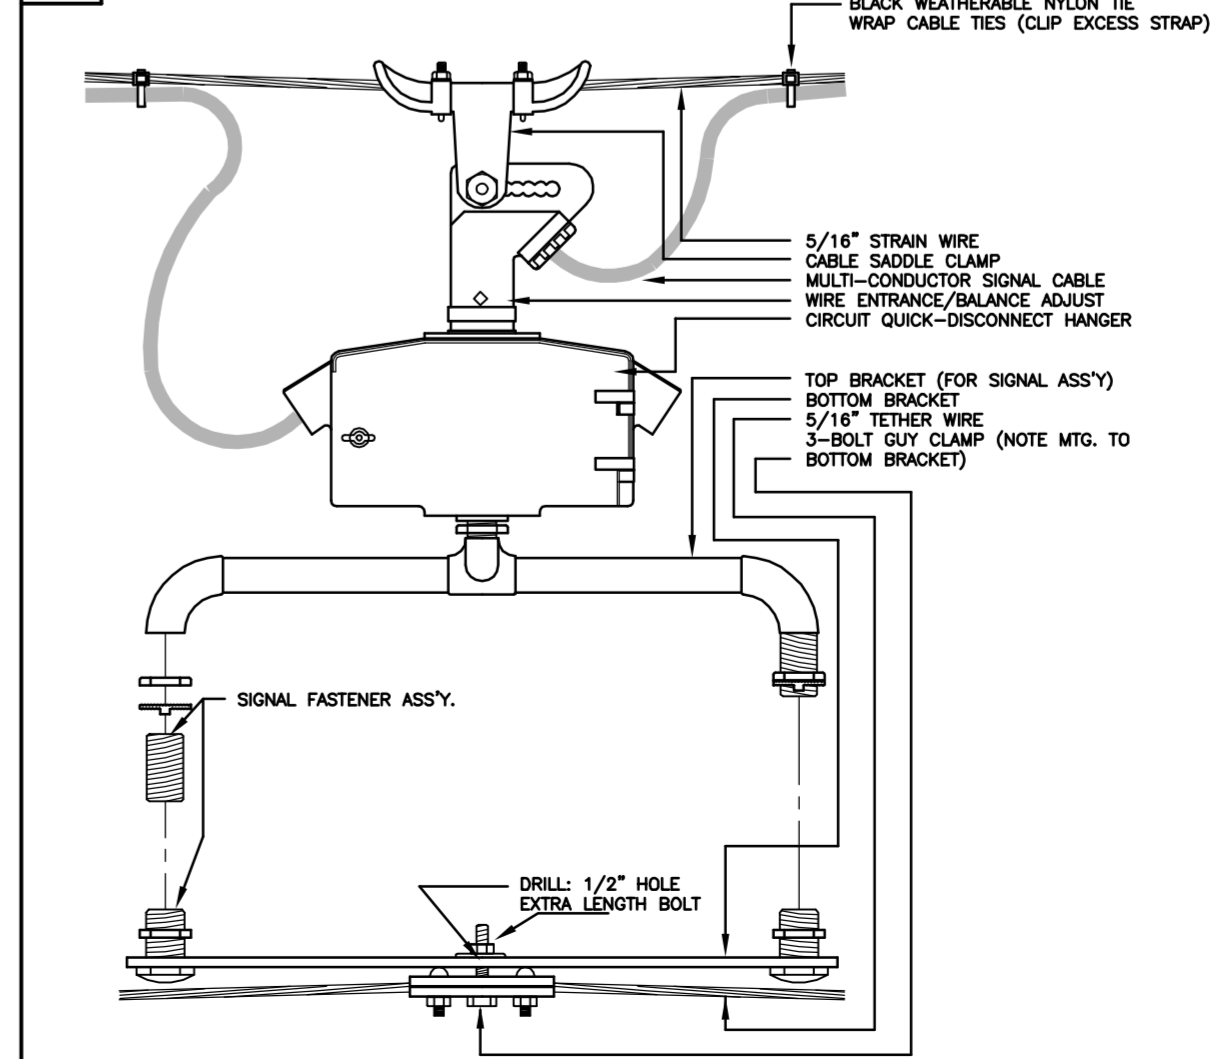 BLACK WEATHERABLE NYLON TIE
WRAP CABLE TIES (CLIP EXCESS STRAP)
5/16" STRAIN WIRE
CABLE SADDLE CLAMP
MULTI-CONDUCTOR SIGNAL CABLE
WIRE ENTRANCE/BALANCE ADJUST
CIRCUIT QUICK-DISCONNECT HANGER
TOP BRACKET (FOR SIGNAL ASS'Y)
BOTTOM BRACKET
5/16" TETHER WIRE
3-BOLT GUY CLAMP (NOTE MTG. TO
BOTTOM BRACKET)
SIGNAL FASTENER ASS'Y.
DRILL: 1/2" HOLE
EXTRA LENGTH BOLT